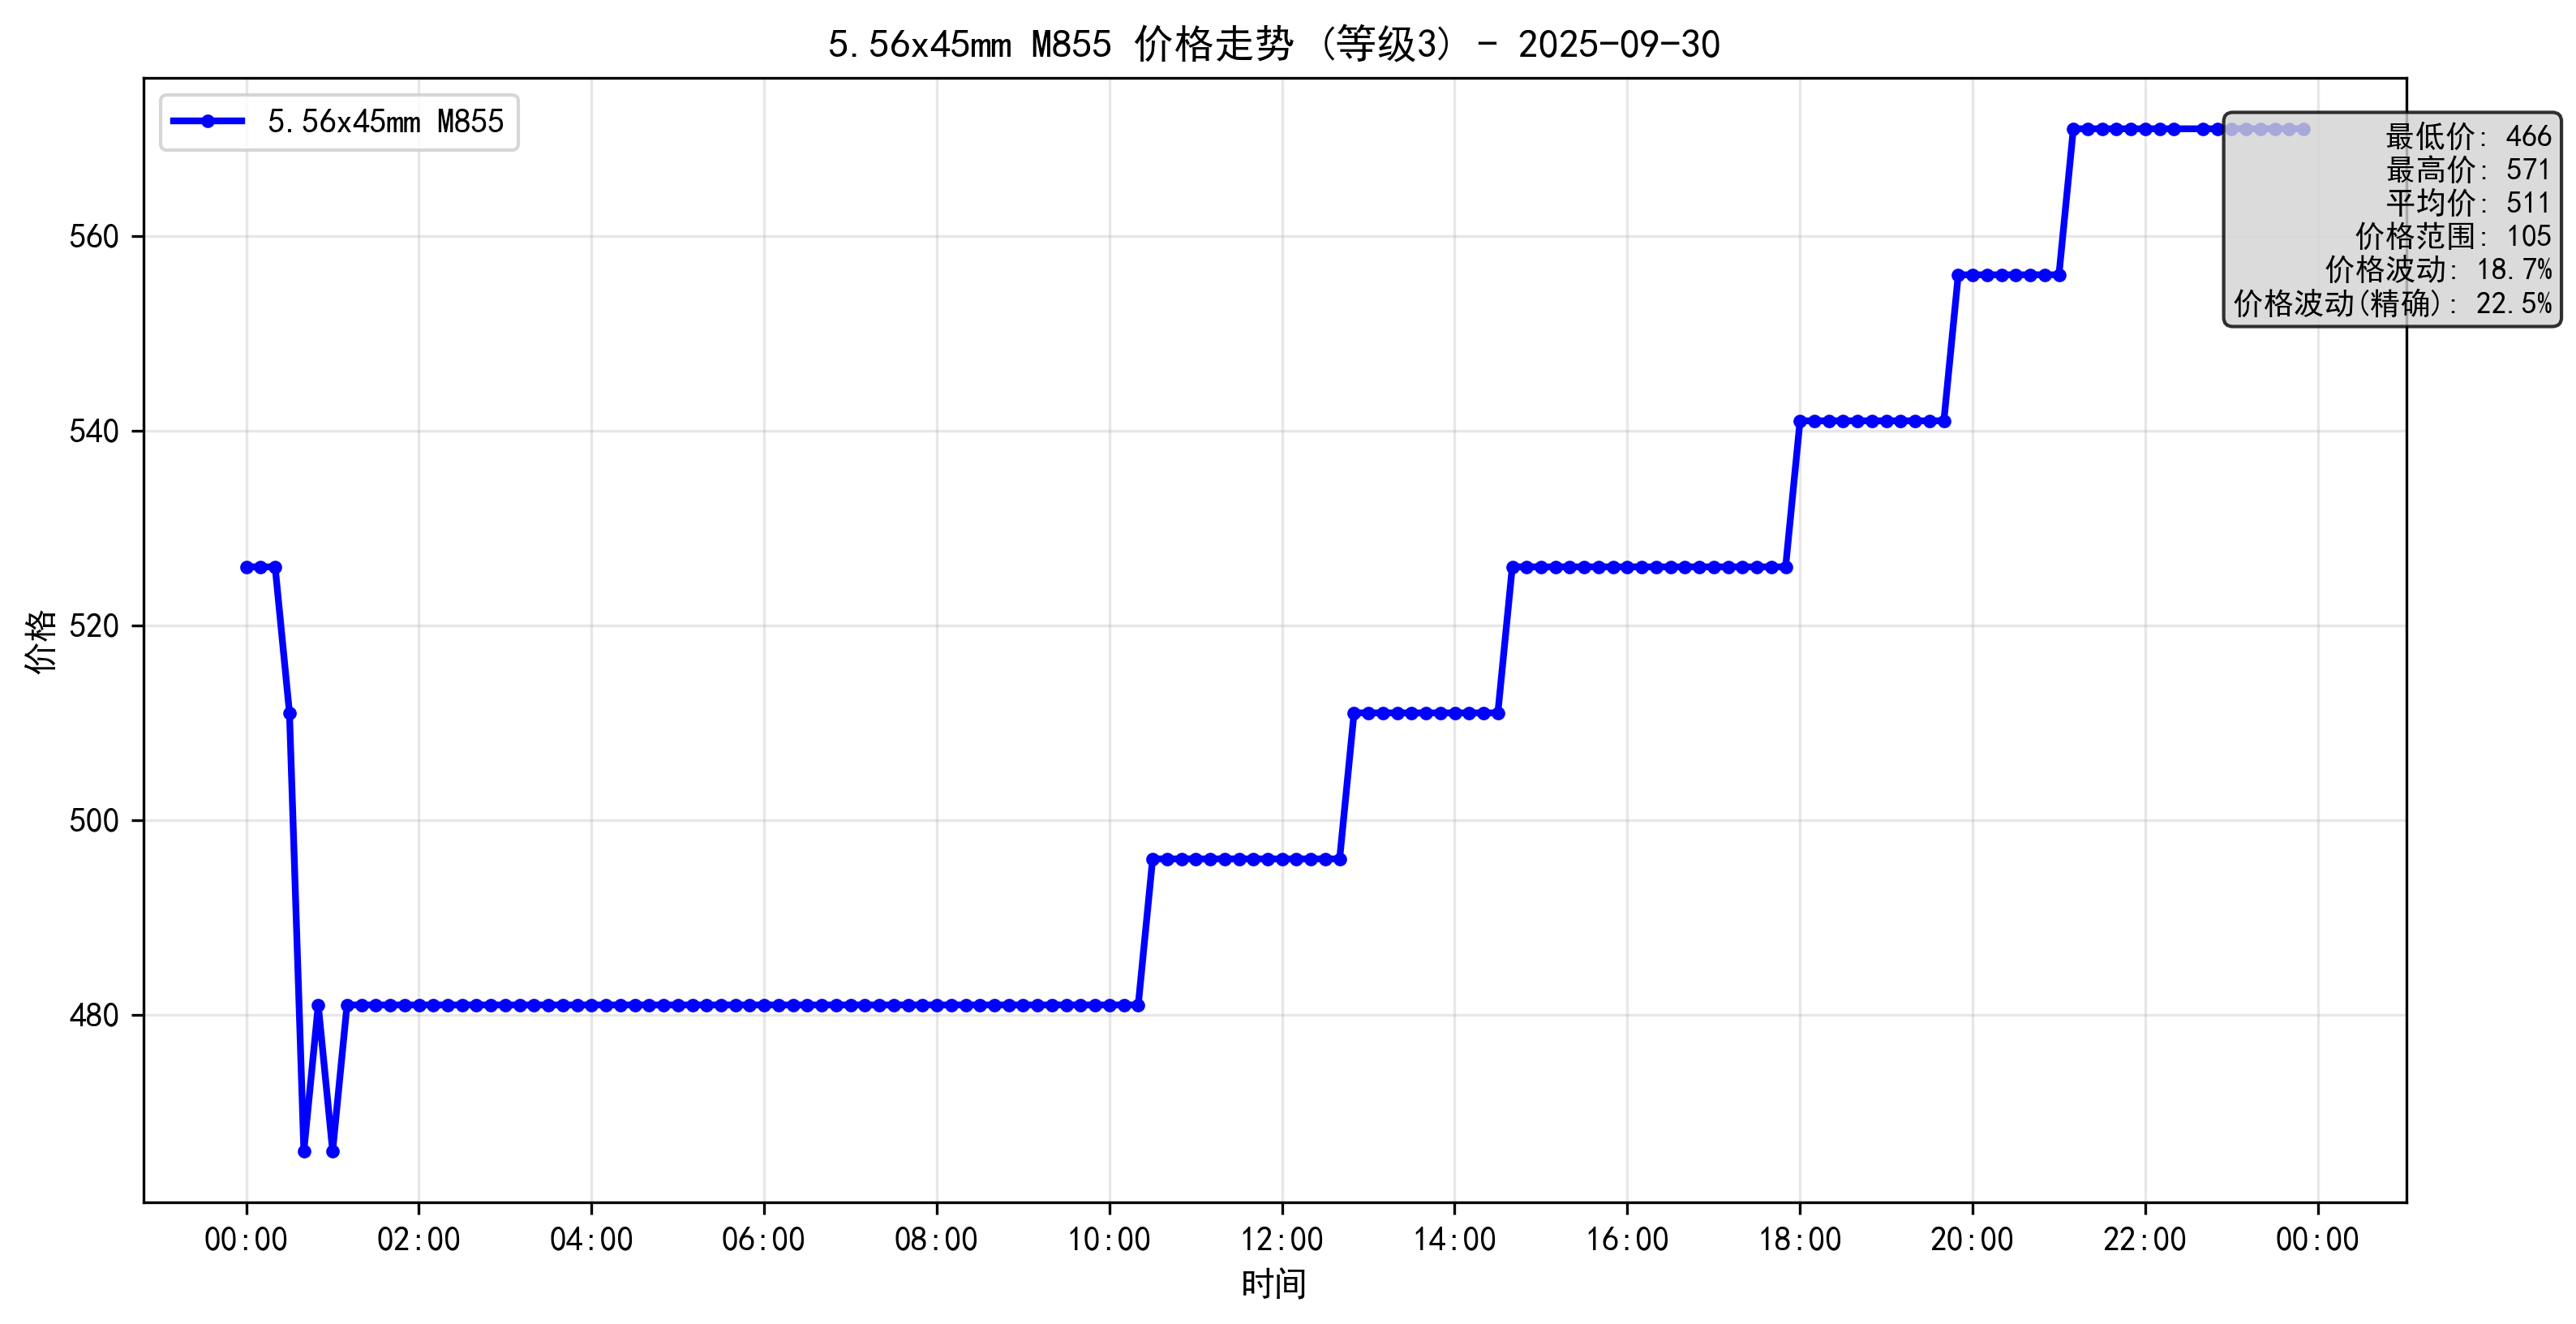 5.56x45mm M855 价格走势 (等级3) - 2025-09-30
5.56x45mm M855
最低价: 466
最高价: 571
平均价: 511
价格范围: 105
价格波动: 18.7%
价格波动(精确): 22.5%
价格
560
540
520
500
480
00:00 02:00 04:00 06:00 08:00 10:00 12:00 14:00 16:00 18:00 20:00 22:00 00:00
时间